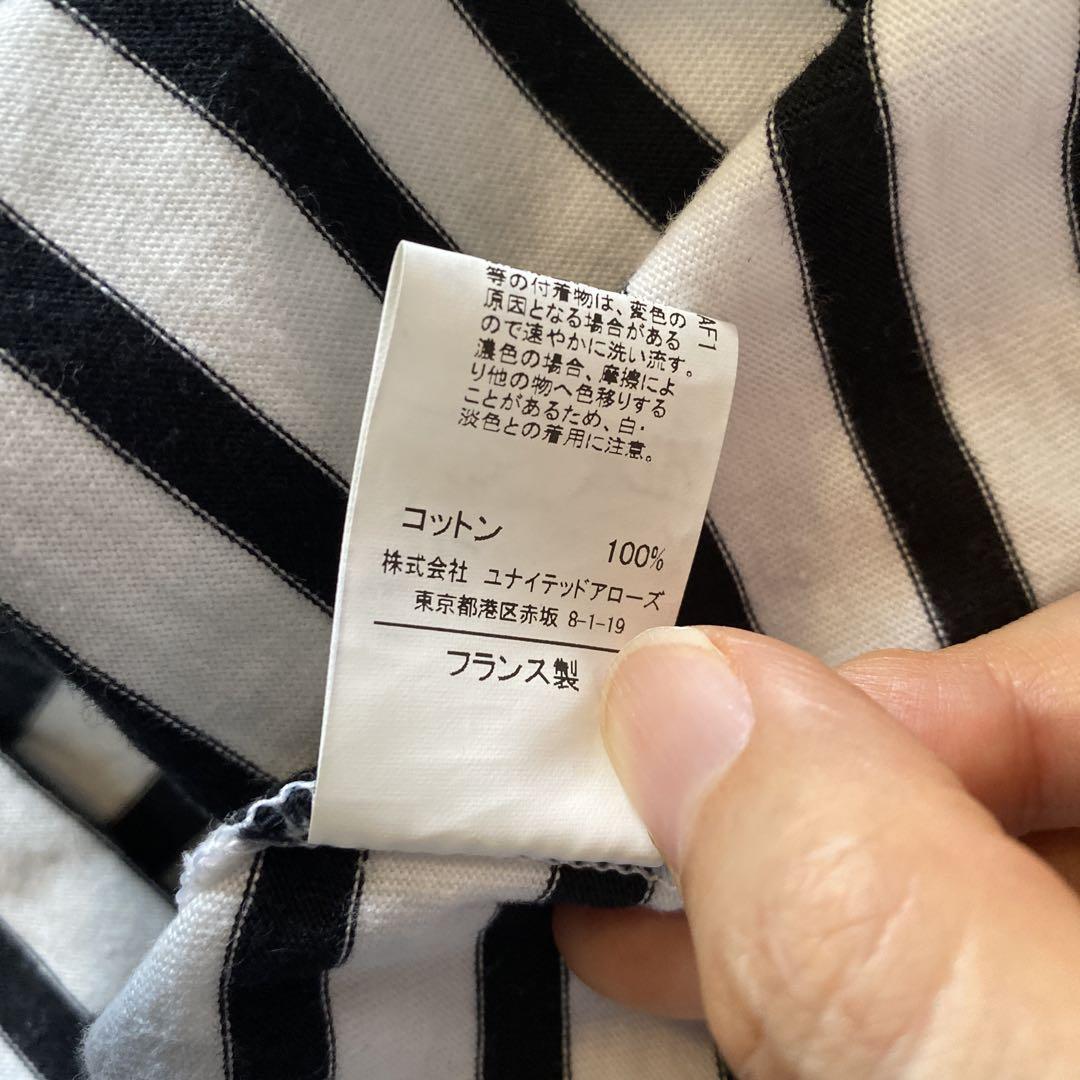 等の付着物は、変色の
原因となる場合がある
ので速やかに洗い流す。
濃色の場合、摩擦によ
り他の物へ色移りする
ことがあるため、白・
淡色との着用に注意。
AF1
コットン 100%
株式会社 ユナイテッドアローズ
東京都港区赤坂 8-1-19
フランス製